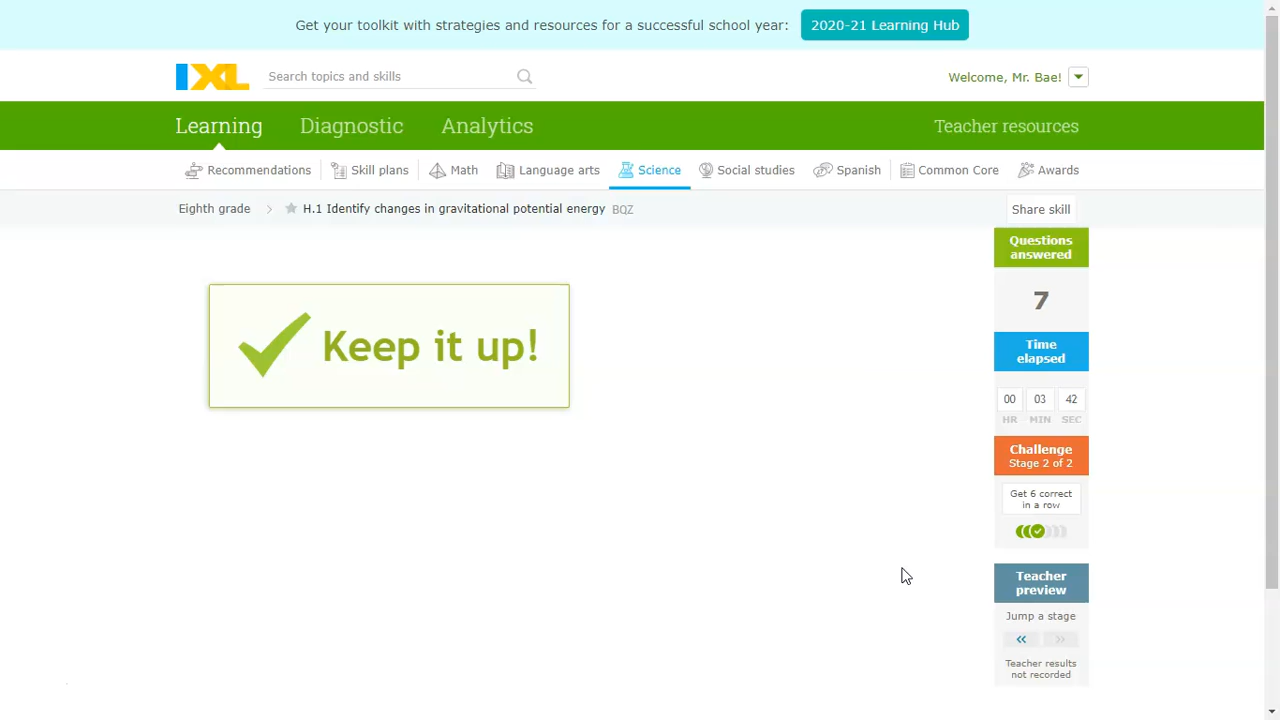 Get your toolkit with strategies and resources for a successful school year: 2020-21 Learning Hub
IXL Search topics and skills Welcome, Mr. Bae!
Learning Diagnostic Analytics Teacher resources
Recommendations Skill plans Math Language arts Science Social studies Spanish Common Core Awards
Eighth grade H.1 Identify changes in gravitational potential energy BQZ Share skill
Questions
answered
7
Keep it up!
Time
elapsed
00 03 42
HR MIN SEC
Challenge
Stage 2 of 2
Get 6 correct
in a row
Teacher
preview
Jump a stage
Teacher results
not recorded